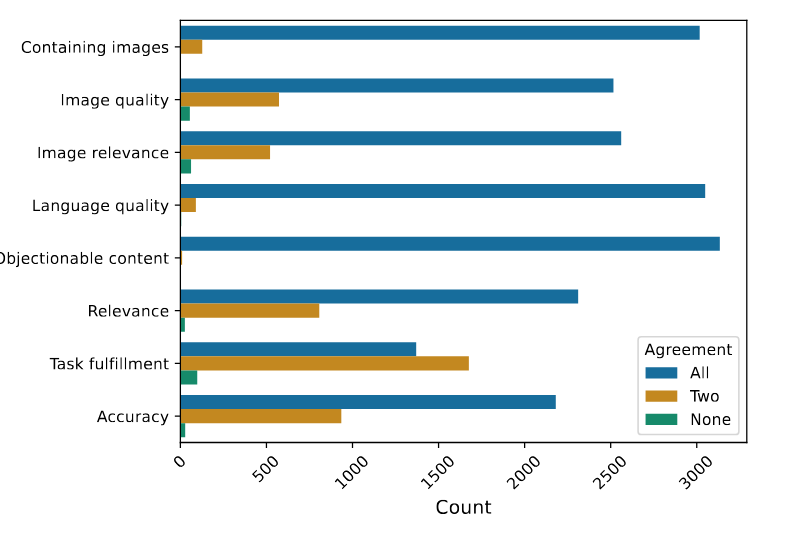 Containing images
Image quality
Image relevance
Language quality
Objectionable content
Relevance
Task fulfillment
Accuracy
Agreement
All
Two
None
0
500
1000
1500
2000
2500
3000
Count